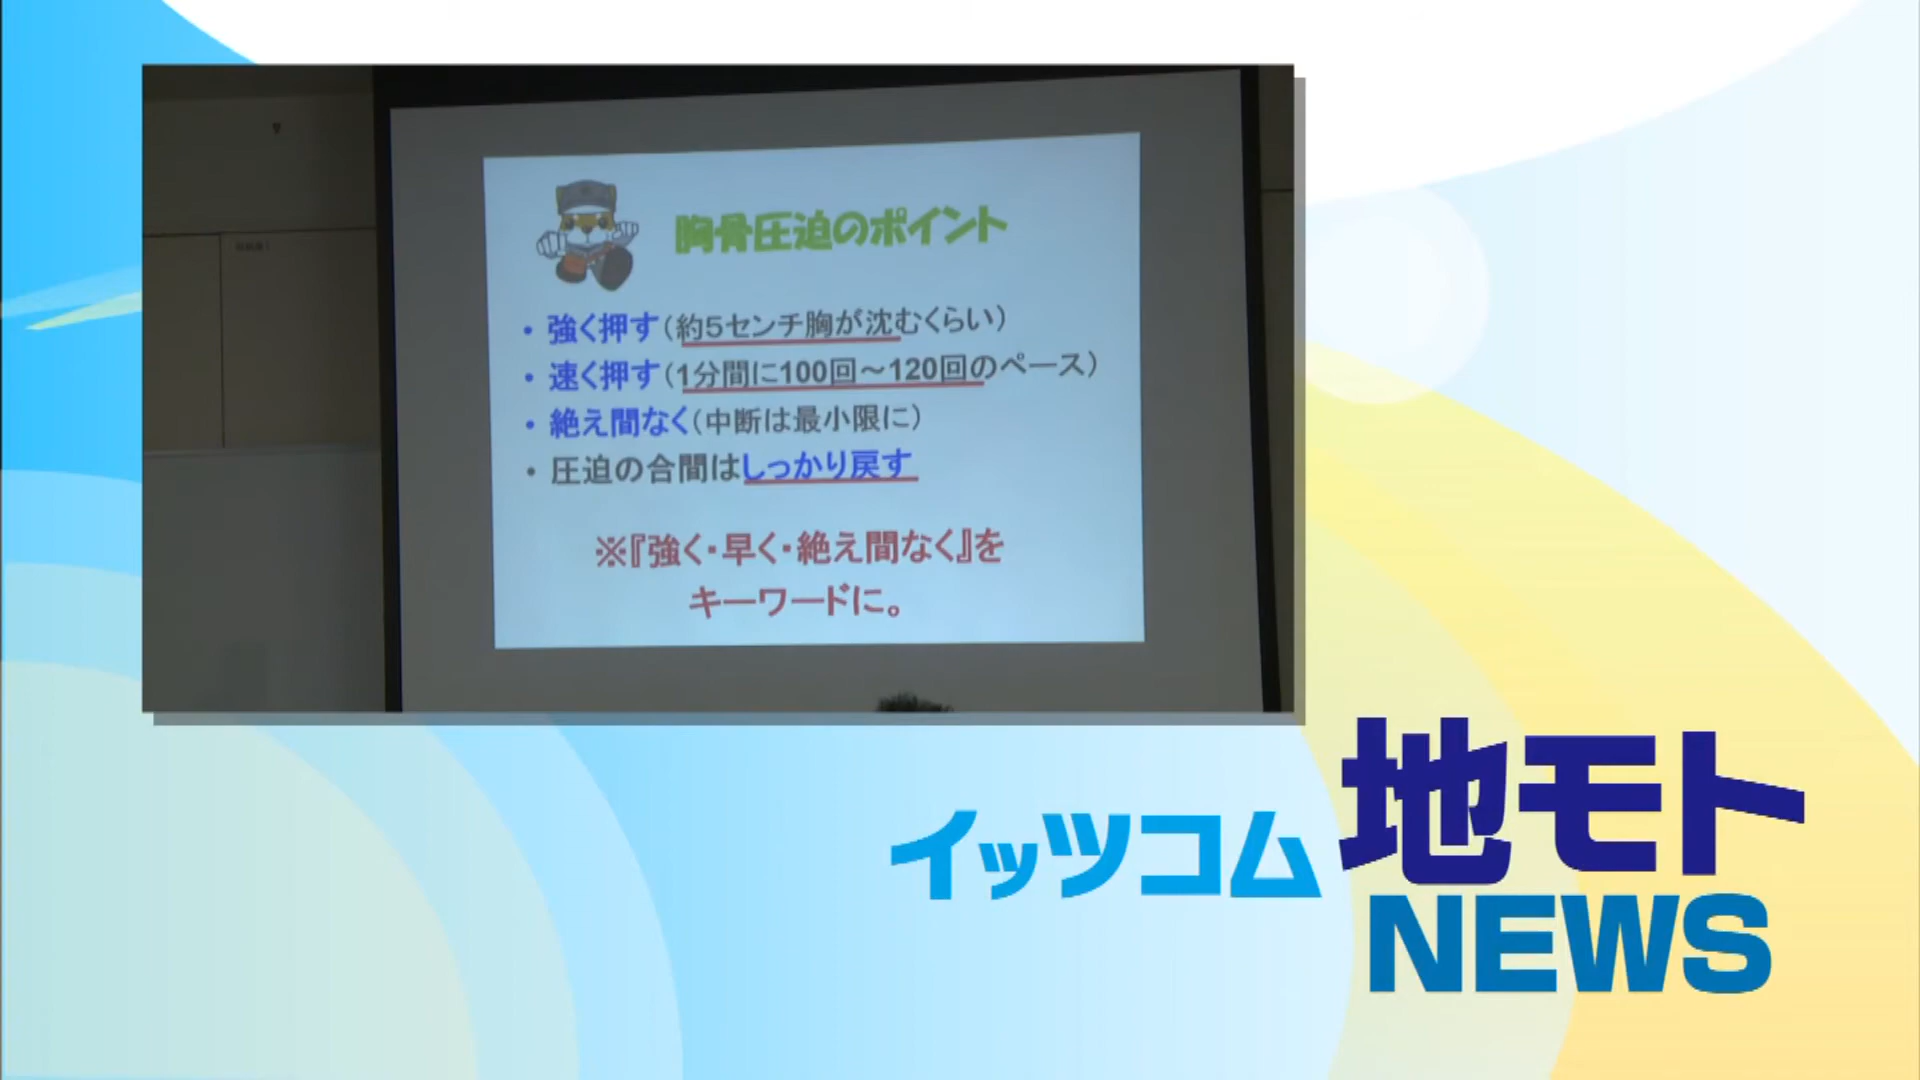 胸骨圧迫のポイント
・強く押す(約5センチ胸が沈むくらい)
・速く押す(1分間に100回～120回のペース)
・絶え間なく(中断は最小限に)
・圧迫の合間はしっかり戻す
※『強く・早く・絶え間なく』を
キーワードに。
イッツコム
地モト
NEWS